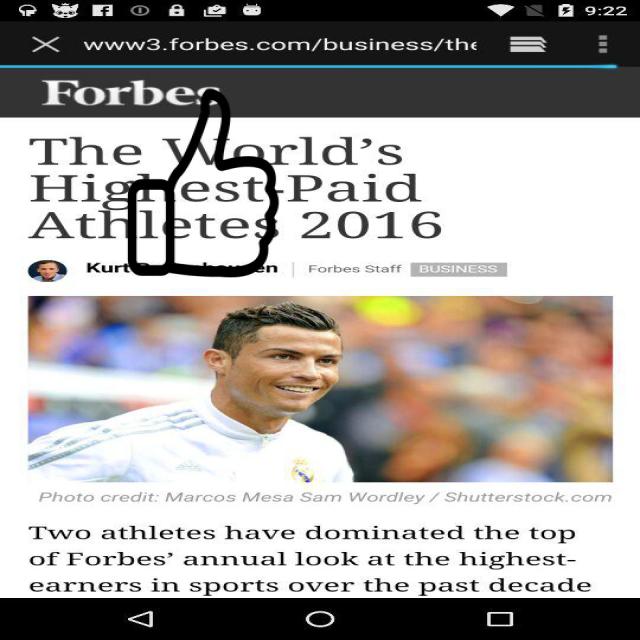 9:22
www3.forbes.com/business/the
Forbes
The World's
Highest-Paid
Athletes 2016
Kurt
Forbes Staff BUSINESS
Photo credit: Marcos Mesa Sam Wordley / Shutterstock.com
Two athletes have dominated the top
of Forbes' annual look at the highest-
earners in sports over the past decade